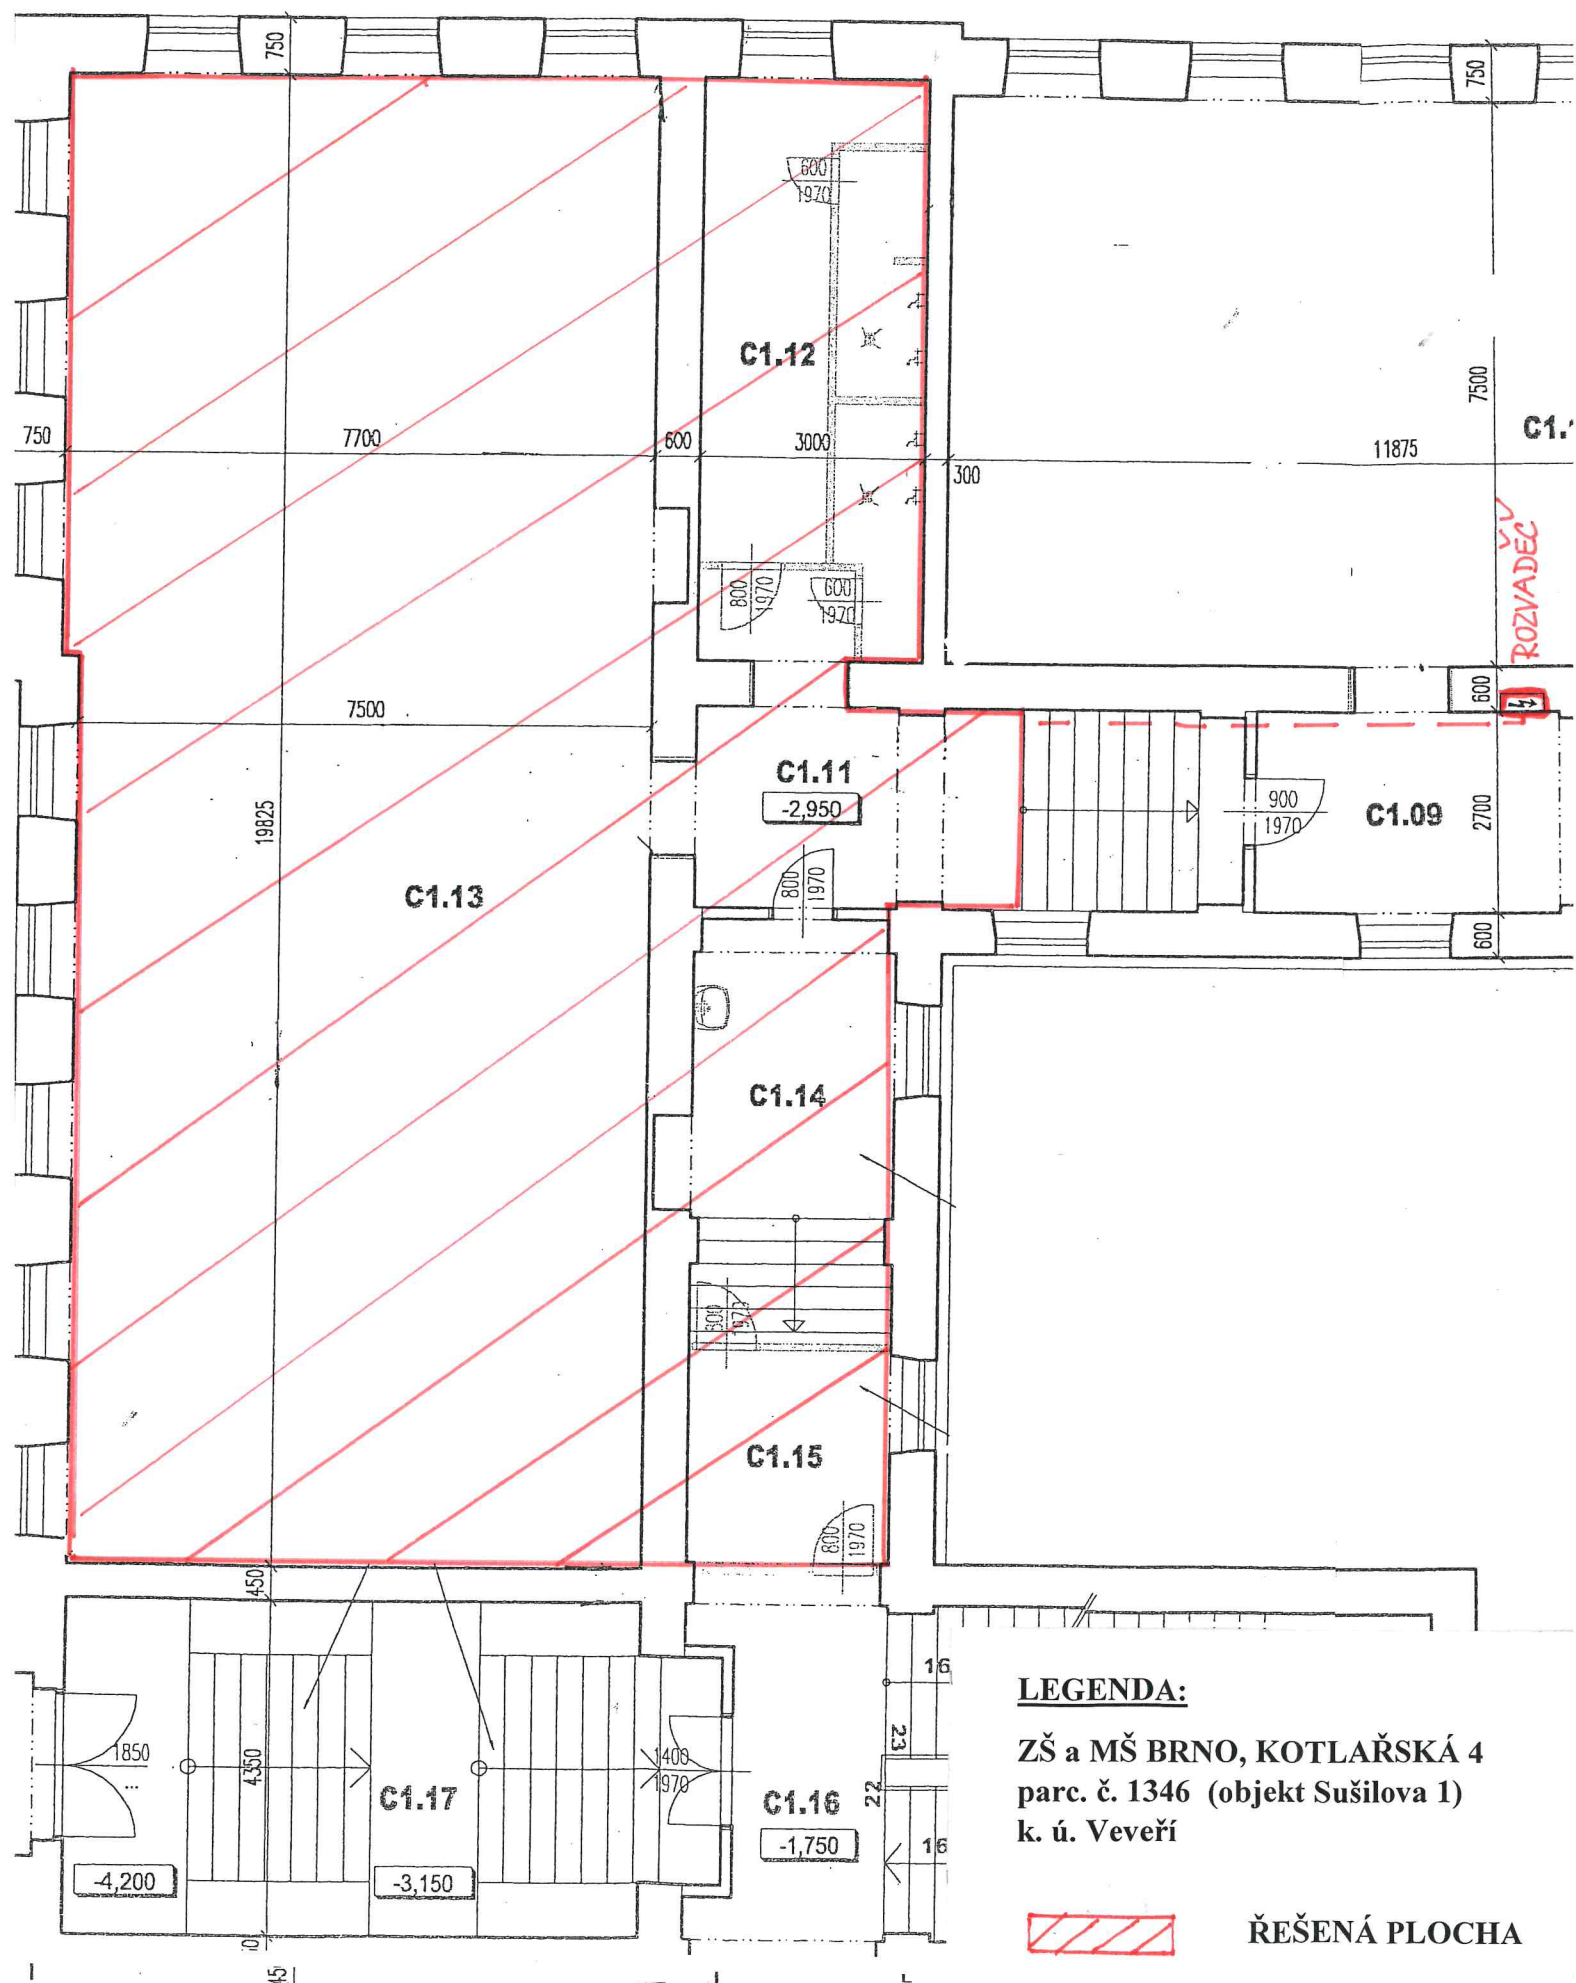 750
750
600
1970
C1.12
7500
750
7700
600
3000
300
11875
C1.
ROZVADĚČ
800
1970
600
1970
600
7500
C1.11
-2,950
900
1970
C1.09
2700
19825
C1.13
800
1970
600
C1.14
800
1970
C1.15
800
1970
450
16
1850
4350
1400
1970
C1.17
C1.16
23
22
-1,750
16
-4,200
-3,150
LEGENDA:
ZŠ a MŠ BRNO, KOTLAŘSKÁ 4
parc. č. 1346 (objekt Sušilova 1)
k. ú. Veveří
ŘEŠENÁ PLOCHA